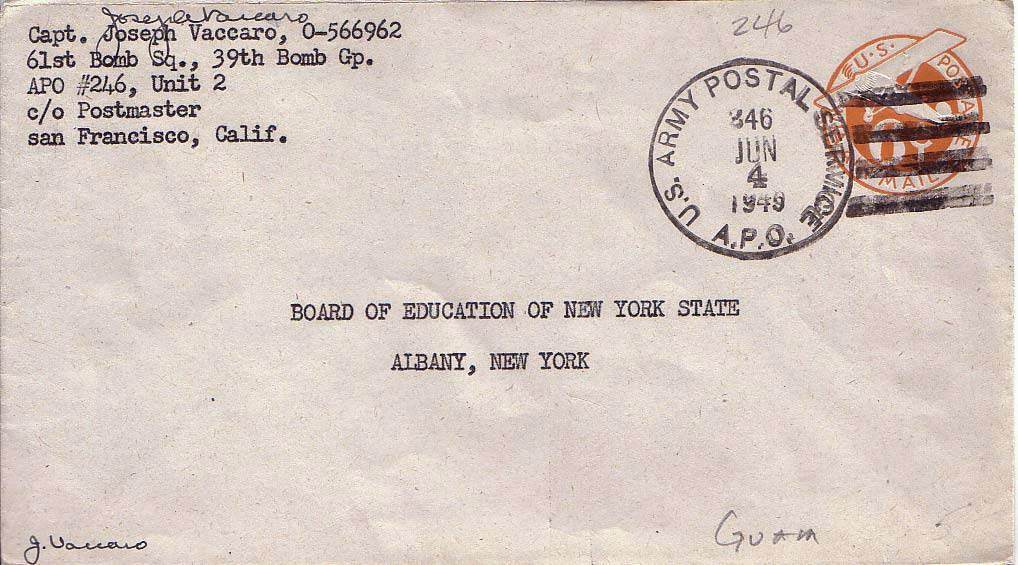 Joseph Vaccaro
Capt. Joseph Vaccaro, O-566962
61st Bomb Sq., 39th Bomb Gp.
APO #246, Unit 2
c/o Postmaster
san Francisco, Calif.
246
U.S. ARMY POSTAL SERVICE
JUN
4
A.P.O.
U.S. POSTAGE
MAIL
BOARD OF EDUCATION OF NEW YORK STATE
ALBANY, NEW YORK
J. Vaccaro
GUAM